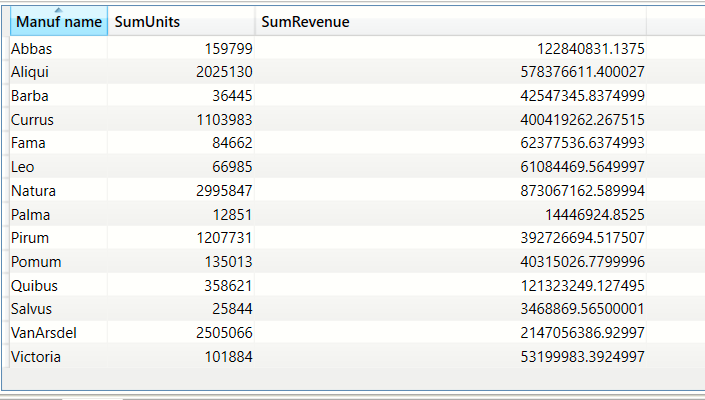 Manuf name SumUnits SumRevenue
Abbas 159799 122840831.1375
Aliqui 2025130 578376611.400027
Barba 36445 42547345.8374999
Currus 1103983 400419262.267515
Fama 84662 62377536.6374993
Leo 66985 61084469.5649997
Natura 2995847 873067162.589994
Palma 12851 14446924.8525
Pirum 1207731 392726694.517507
Pomum 135013 40315026.7799996
Quibus 358621 121323249.127495
Salvus 25844 3468869.56500001
VanArsdel 2505066 2147056386.92997
Victoria 101884 53199983.3924997